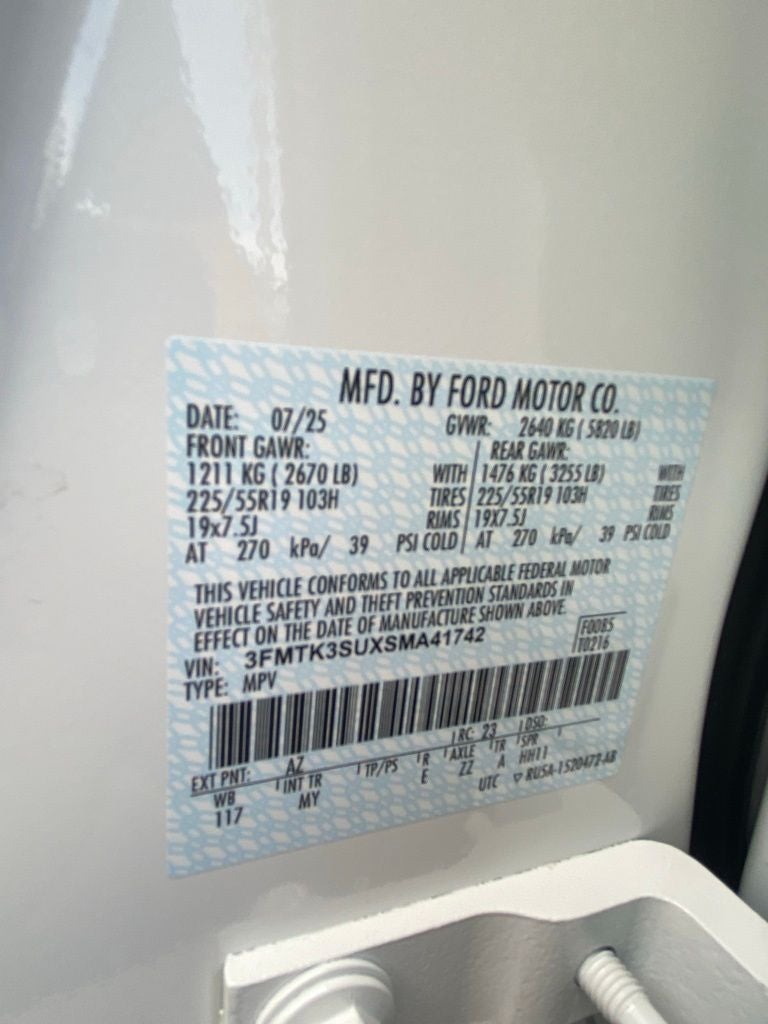 MFD. BY FORD MOTOR CO.
DATE: 07/25 GVWR: 2640 KG ( 5820 LB)
FRONT GAWR: REAR GAWR:
1211 KG ( 2670 LB) WITH 1476 KG ( 3255 LB) WITH
225/55R19 103H TIRES 225/55R19 103H TIRES
19x7.5J RIMS 19X7.5J RIMS
AT 270 kPa/ 39 PSI COLD AT 270 kPa/ 39 PSI COLD
THIS VEHICLE CONFORMS TO ALL APPLICABLE FEDERAL MOTOR
VEHICLE SAFETY AND THEFT PREVENTION STANDARDS IN
EFFECT ON THE DATE OF MANUFACTURE SHOWN ABOVE.
VIN: 3FMTK3SUXSMA41742 F0085
TYPE: MPV T0216
EXT PNT: AZ RC: 23 DSO:
WB INT TR TP/PS R AXLE TR SPR
117 MY E ZZ A HH11
UTC ▽ RU5A-1520472-AB